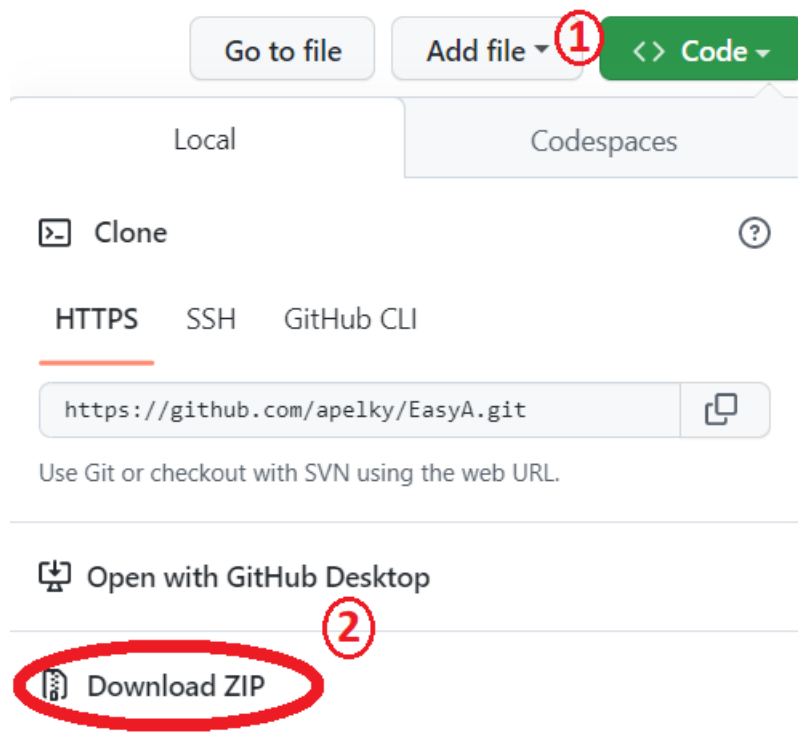 Go to file Add file 1 <> Code
Local Codespaces
Clone ?
HTTPS SSH GitHub CLI
https://github.com/apelky/EasyA.git
Use Git or checkout with SVN using the web URL.
Open with GitHub Desktop
2
Download ZIP